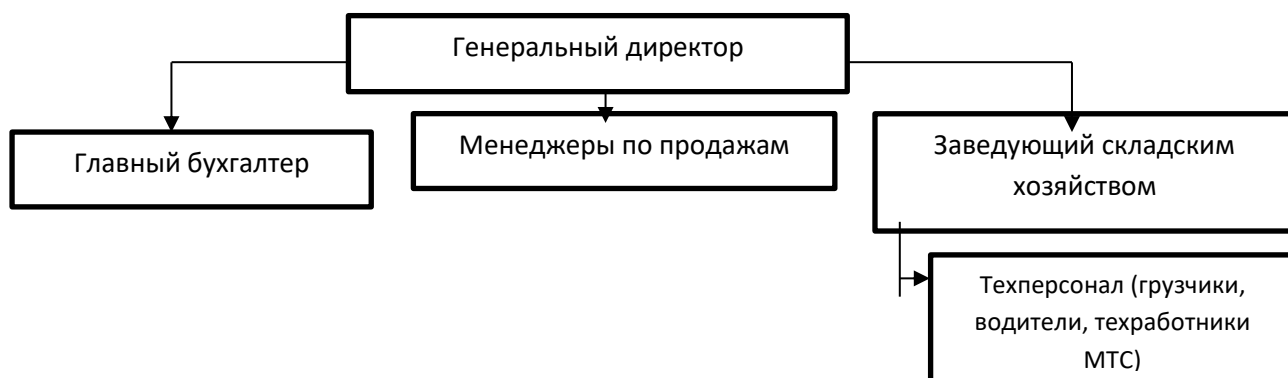 Генеральный директор
Главный бухгалтер
Менеджеры по продажам
Заведующий складским
хозяйством
Техперсонал (грузчики,
водители, техработники
МТС)